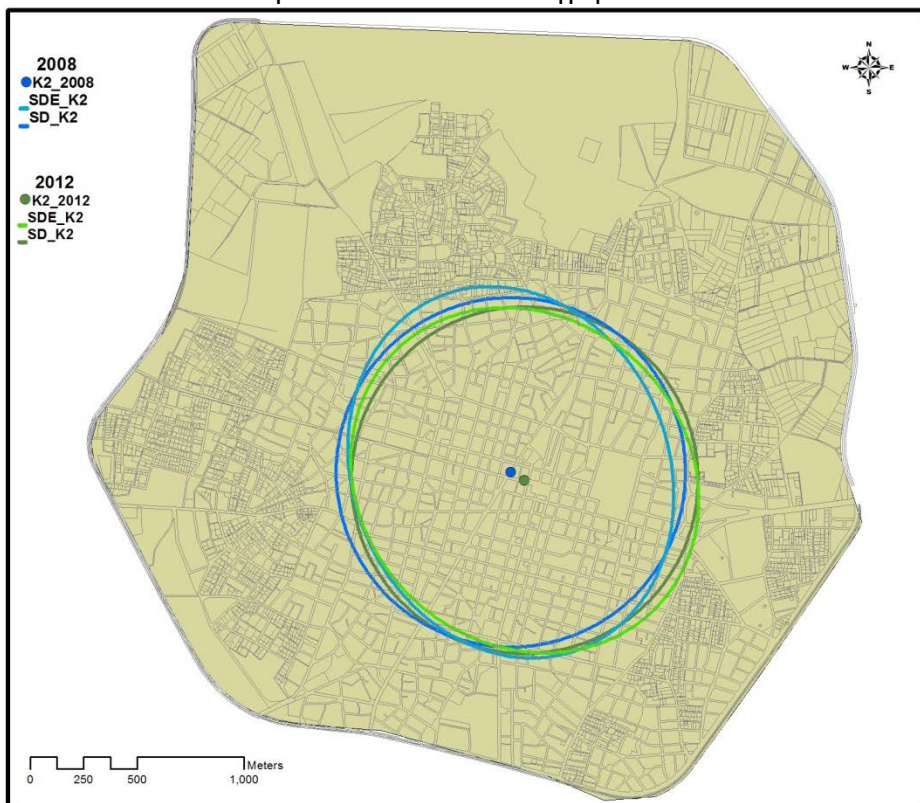 2008
K2_2008
SDE_K2
SD_K2
2012
K2_2012
SDE_K2
SD_K2
N
W E
S
Meters
0 250 500 1,000